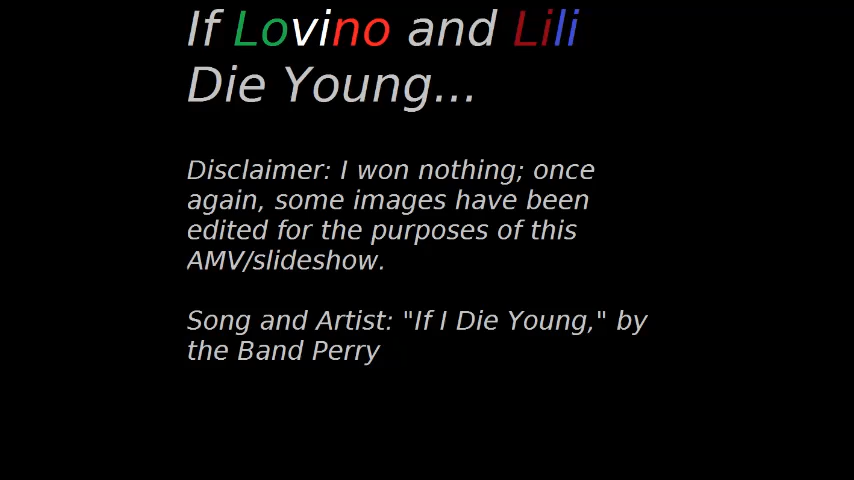 If Lovino and Lili
Die Young...
Disclaimer: I won nothing; once
again, some images have been
edited for the purposes of this
AMV/slideshow.
Song and Artist: "If I Die Young," by
the Band Perry